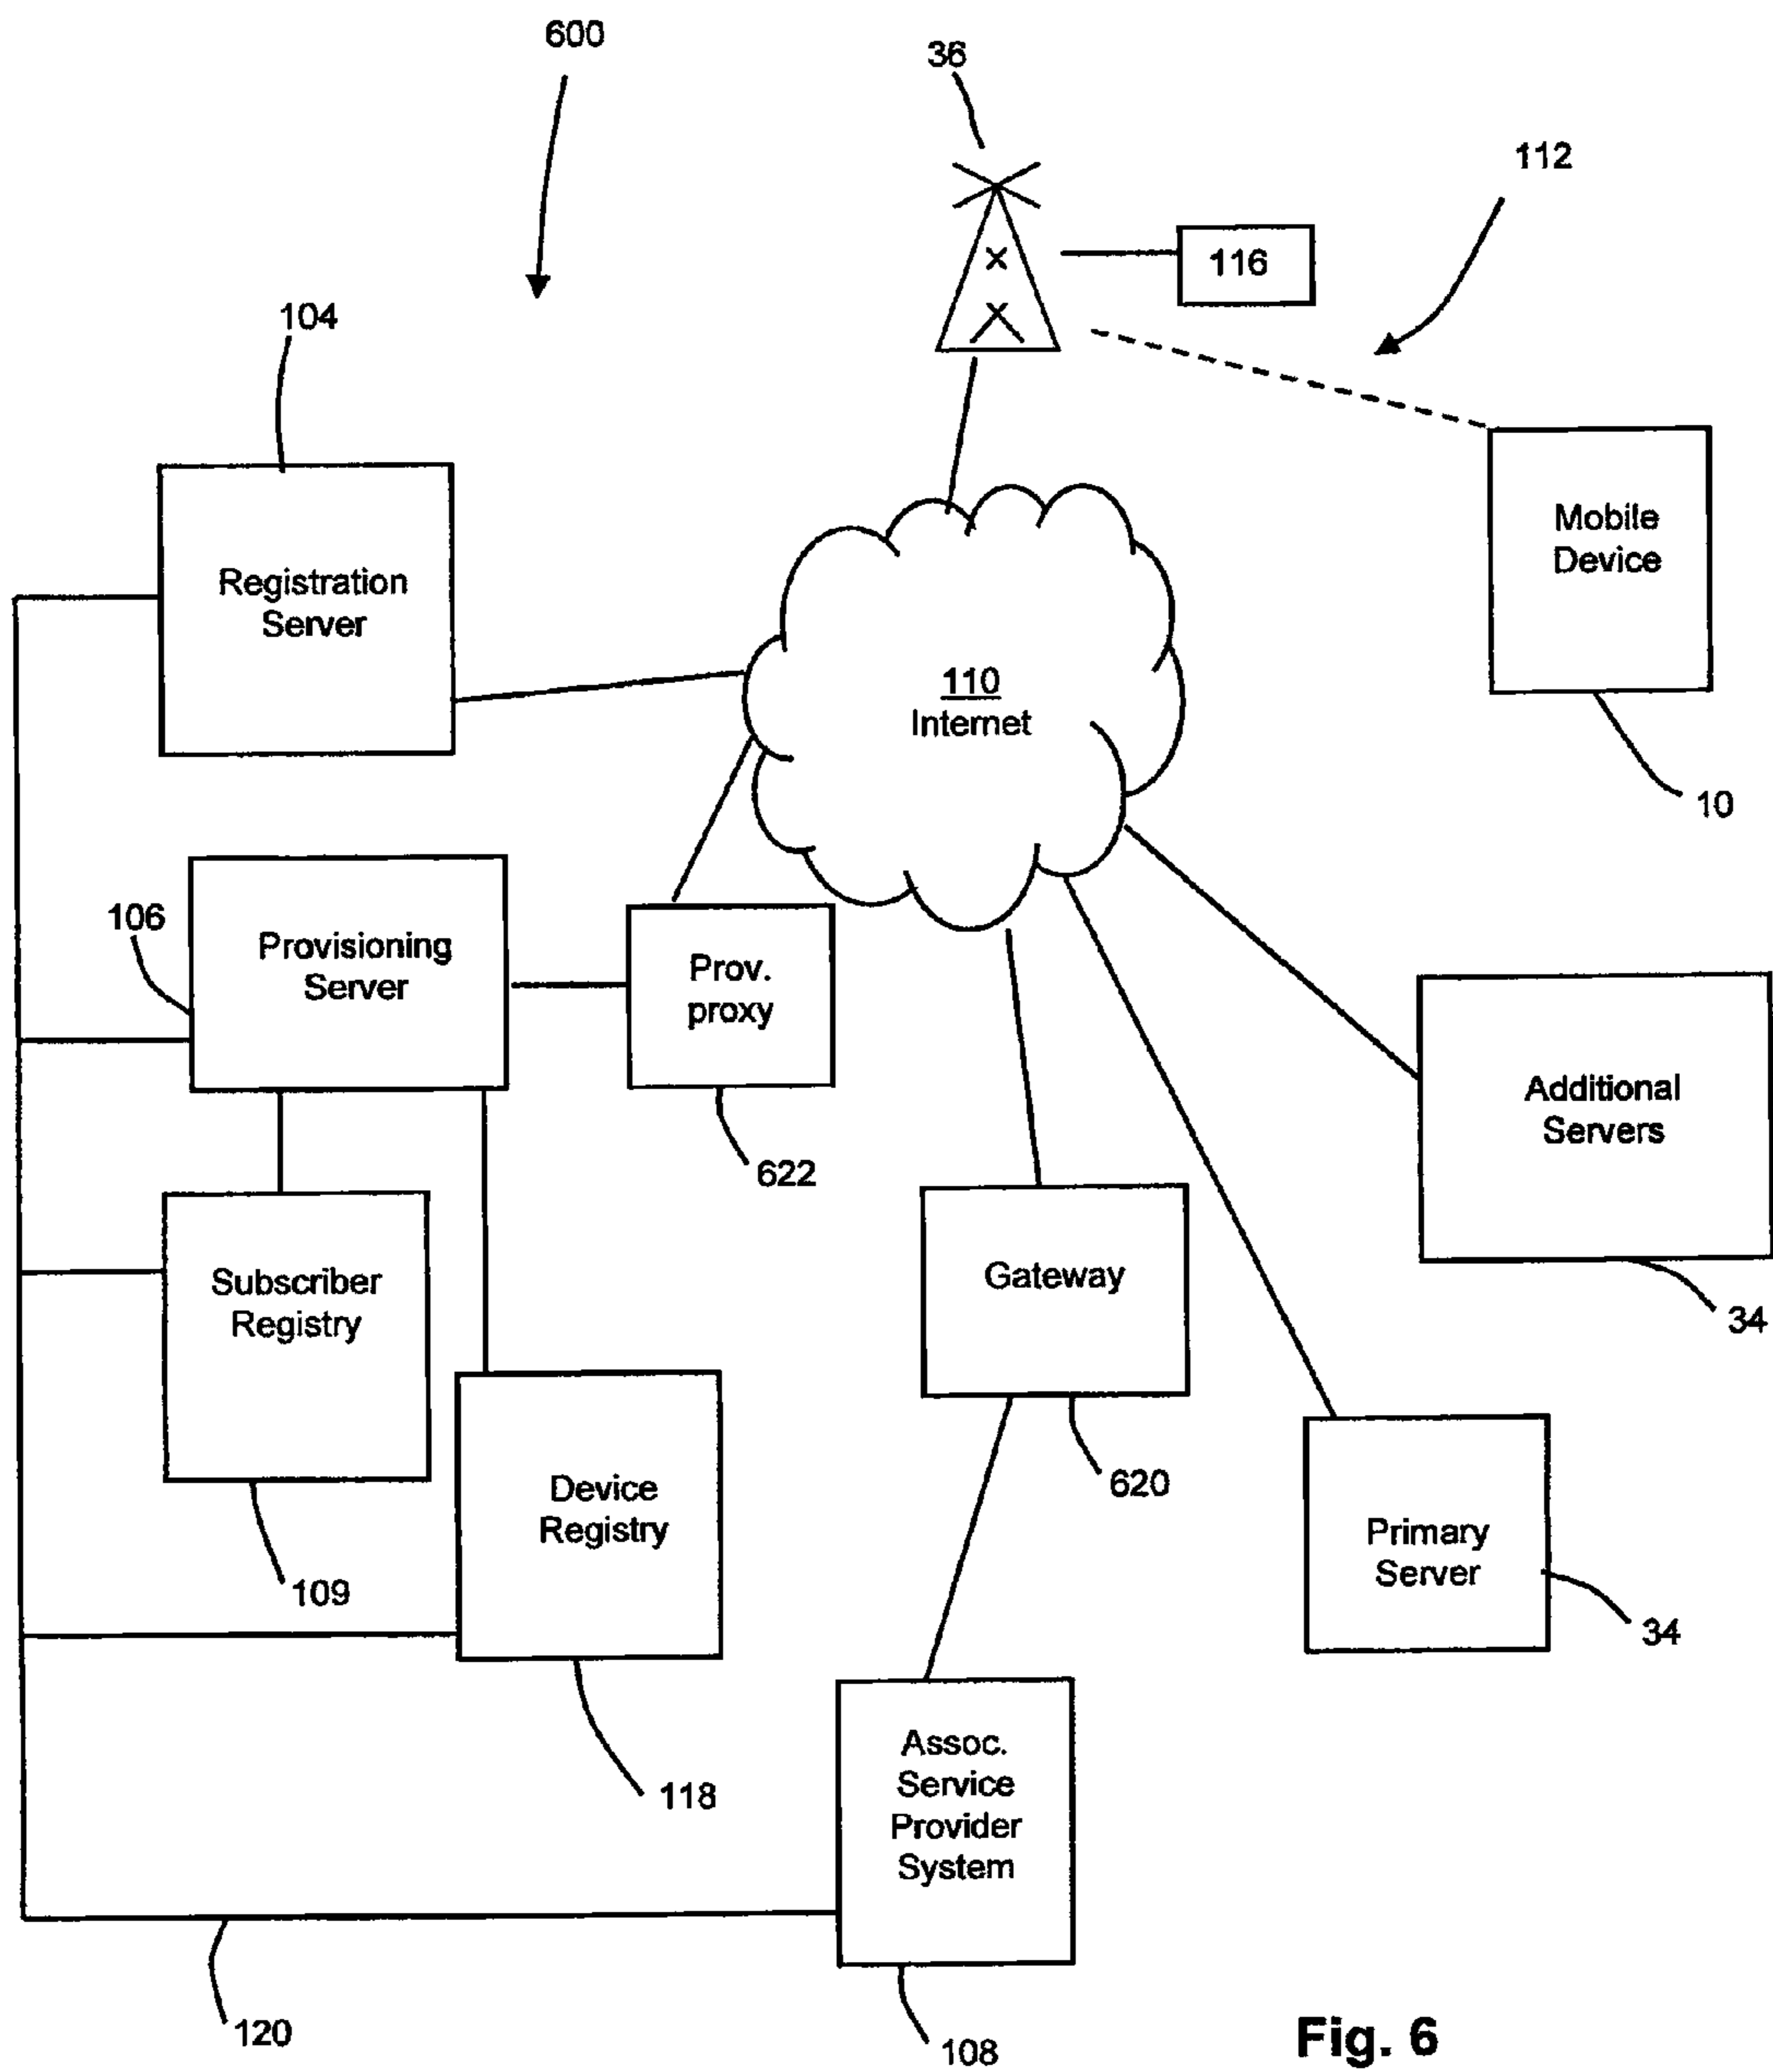 600
36
112
116
104
Mobile
Device
Registration
Server
110
Internet
10
106
Provisioning
Server
Prov.
proxy
Additional
Servers
622
Subscriber
Registry
Gateway
34
620
Device
Registry
Primary
Server
109
34
Assoc.
Service
Provider
System
118
120
108
Fig. 6